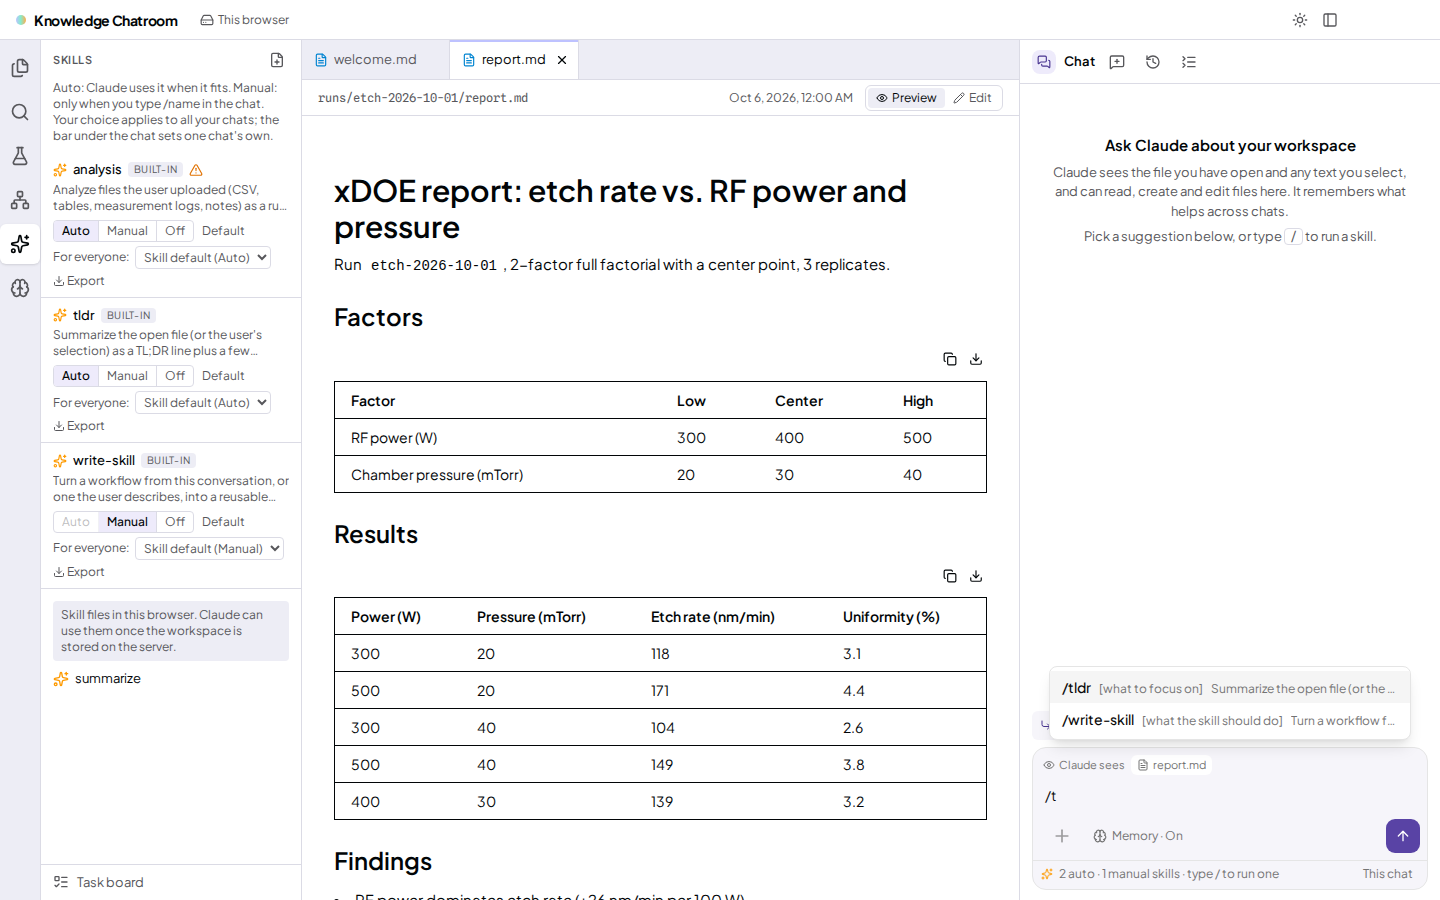 Knowledge Chatroom
This browser
SKILLS
Auto: Claude uses it when it fits. Manual:
only when you type /name in the chat.
Your choice applies to all your chats; the
bar under the chat sets one chat's own.
analysis BUILT-IN
Analyze files the user uploaded (CSV,
tables, measurement logs, notes) as a ru...
Auto Manual Off Default
For everyone: Skill default (Auto)
Export
tldr BUILT-IN
Summarize the open file (or the user's
selection) as a TL;DR line plus a few...
Auto Manual Off Default
For everyone: Skill default (Auto)
Export
write-skill BUILT-IN
Turn a workflow from this conversation, or
one the user describes, into a reusable...
Auto Manual Off Default
For everyone: Skill default (Manual)
Export
Skill files in this browser. Claude can
use them once the workspace is
stored on the server.
summarize
Task board
welcome.md
report.md
runs/etch-2026-10-01/report.md
Oct 6, 2026, 12:00 AM
Preview
Edit
xDOE report: etch rate vs. RF power and
pressure
Run etch-2026-10-01 , 2-factor full factorial with a center point, 3 replicates.
Factors
Factor Low Center High
RF power (W) 300 400 500
Chamber pressure (mTorr) 20 30 40
Results
Power (W) Pressure (mTorr) Etch rate (nm/min) Uniformity (%)
300 20 118 3.1
500 20 171 4.4
300 40 104 2.6
500 40 149 3.8
400 30 139 3.2
Findings
RF power dominates etch rate (+26 nm/min per 100 W)
Chat
Ask Claude about your workspace
Claude sees the file you have open and any text you select,
and can read, create and edit files here. It remembers what
helps across chats.
Pick a suggestion below, or type / to run a skill.
/tldr [what to focus on] Summarize the open file (or the ...
/write-skill [what the skill should do] Turn a workflow f...
Claude sees report.md
/t
Memory · On
2 auto · 1 manual skills · type / to run one
This chat